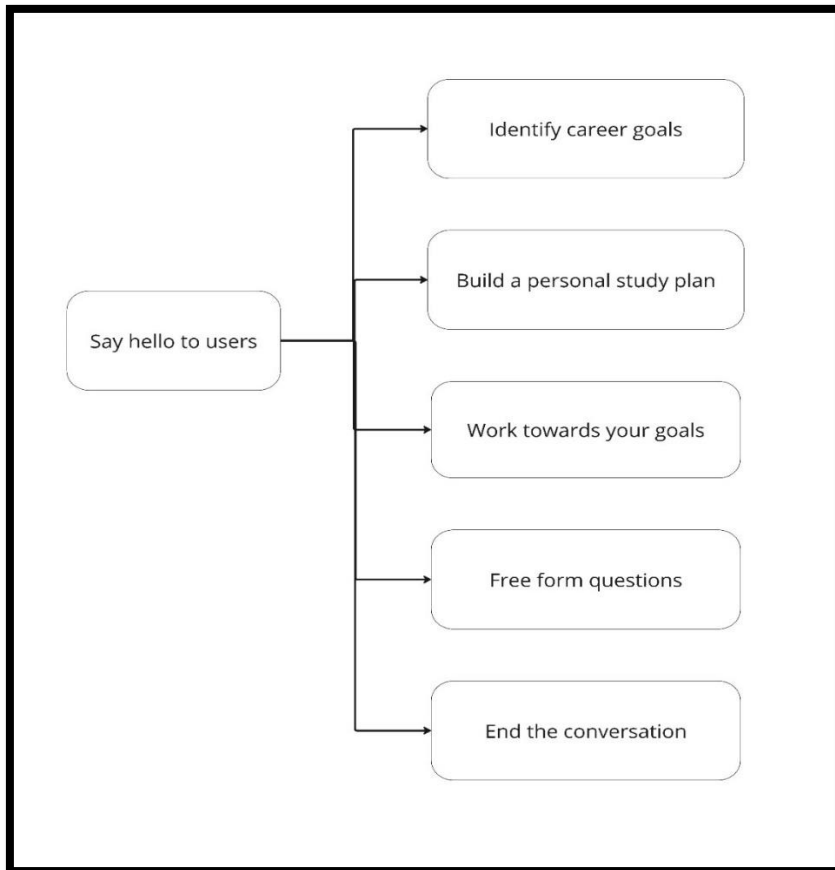 Identify career goals
Build a personal study plan
Say hello to users
Work towards your goals
Free form questions
End the conversation